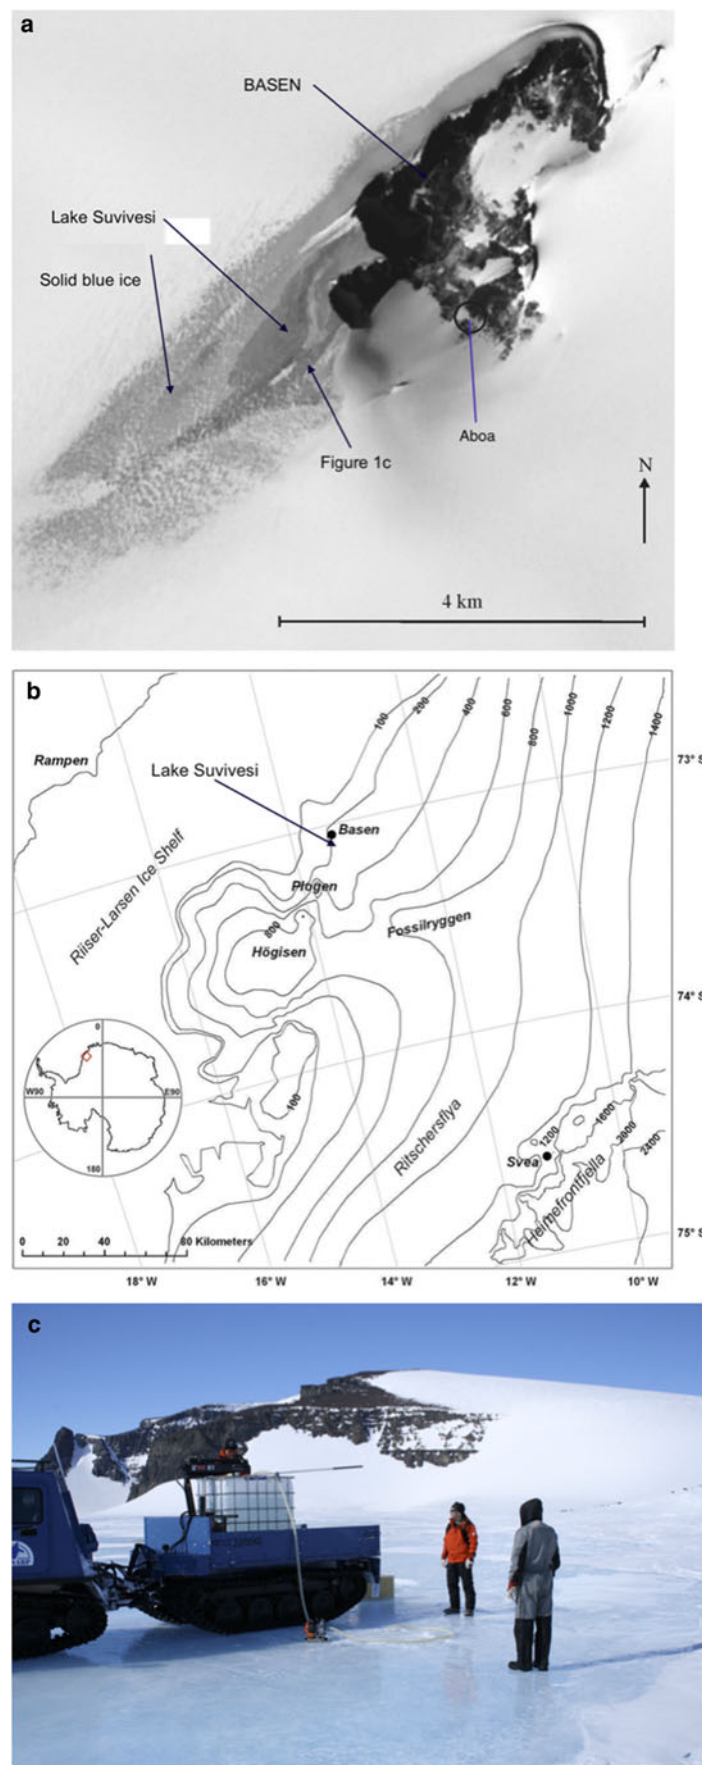 a
BASEN
Lake Suvivesi
Solid blue ice
Aboa
Figure 1c
N
4 km
b
100
200
400
600
800
1000
1200
1400
Rampen
73° S
Lake Suvivesi
Basen
Riiser-Larsen Ice Shelf
Plogen
Fossilryggen
800
Högisen
74° S
0
W90
E90
180
100
Ritschersflya
1200
1600
2000
2400
Svea
Heimefrontfjella
75° S
0 20 40 80 Kilometers
18° W 16° W 14° W 12° W 10° W
c